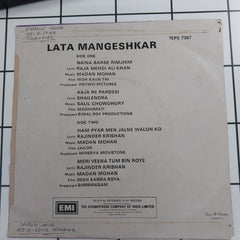 LATA MANGESHKAR
7EPE 7367
SIDE ONE
NAINA BARSE RIMJHIM
Lyric RAJA MEHDI ALI KHAN
Music MADAN MOHAN
Film WOH KAUN THI
Producer PRITHVI PICTURES
AAJA RE PARDESI
Lyric SHAILENDRA
Music SALIL CHOWDHURY
Film MADHUMATI
Producers BIMAL ROY PRODUCTIONS
SIDE TWO
HAM PYAR MEN JALNE WALON KO
Lyric RAJINDER KRISHAN
Music MADAN MOHAN
Film JAILOR
Producer MINERVA MOVIETONE
MERI VEENA TUM BIN ROYE
Lyric RAJINDER KRISHAN
Music MADAN MOHAN
Film DEKH KABIRA ROYA
Producer SHRIRANGAM
EMI
THE GRAMOPHONE COMPANY OF INDIA LIMITED